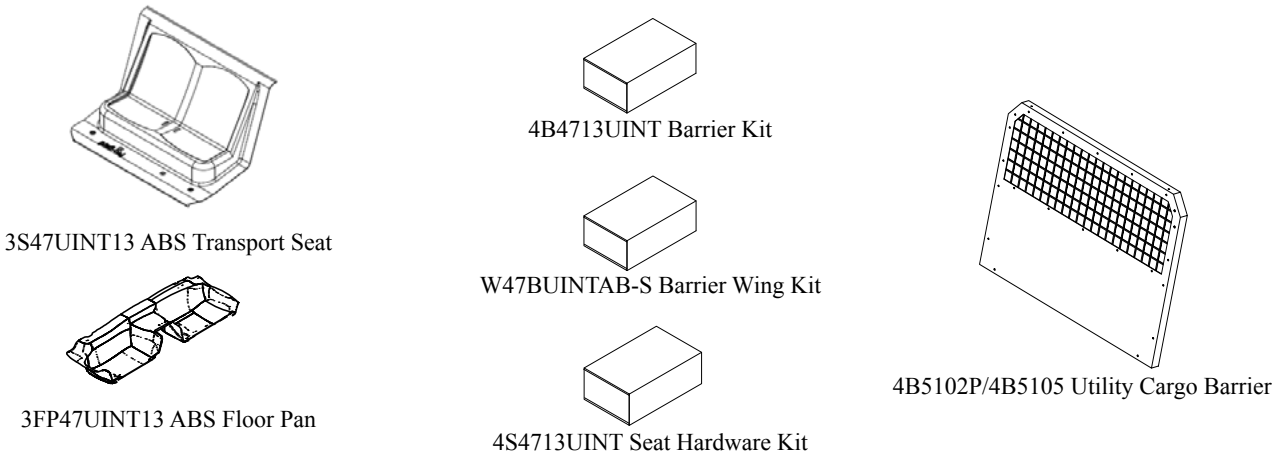 3S47UINT13 ABS Transport Seat
3FP47UINT13 ABS Floor Pan
4B4713UINT Barrier Kit
W47BUINTAB-S Barrier Wing Kit
4S4713UINT Seat Hardware Kit
4B5102P/4B5105 Utility Cargo Barrier